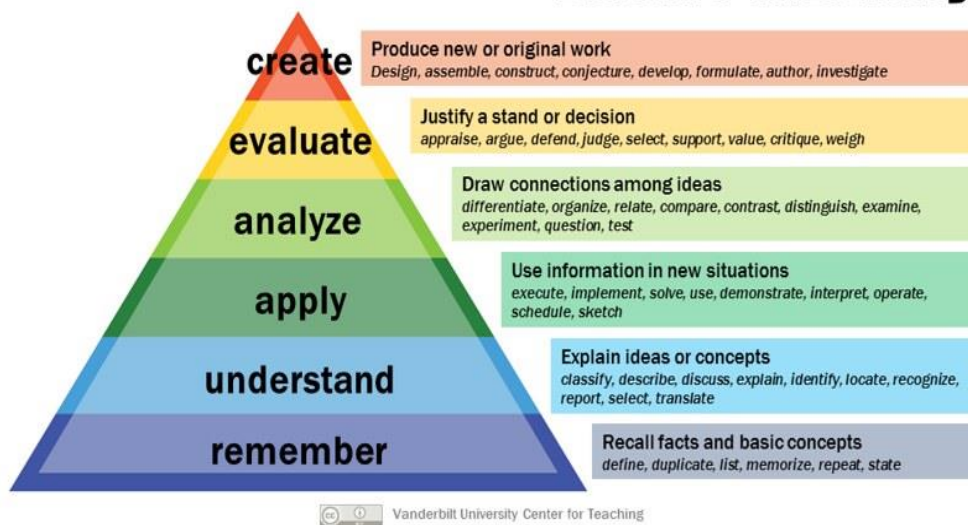 create
Produce new or original work
Design, assemble, construct, conjecture, develop, formulate, author, investigate
evaluate
Justify a stand or decision
appraise, argue, defend, judge, select, support, value, critique, weigh
analyze
Draw connections among ideas
differentiate, organize, relate, compare, contrast, distinguish, examine,
experiment, question, test
apply
Use information in new situations
execute, implement, solve, use, demonstrate, interpret, operate,
schedule, sketch
understand
Explain ideas or concepts
classify, describe, discuss, explain, identify, locate, recognize,
report, select, translate
remember
Recall facts and basic concepts
define, duplicate, list, memorize, repeat, state
cc
Vanderbilt University Center for Teaching